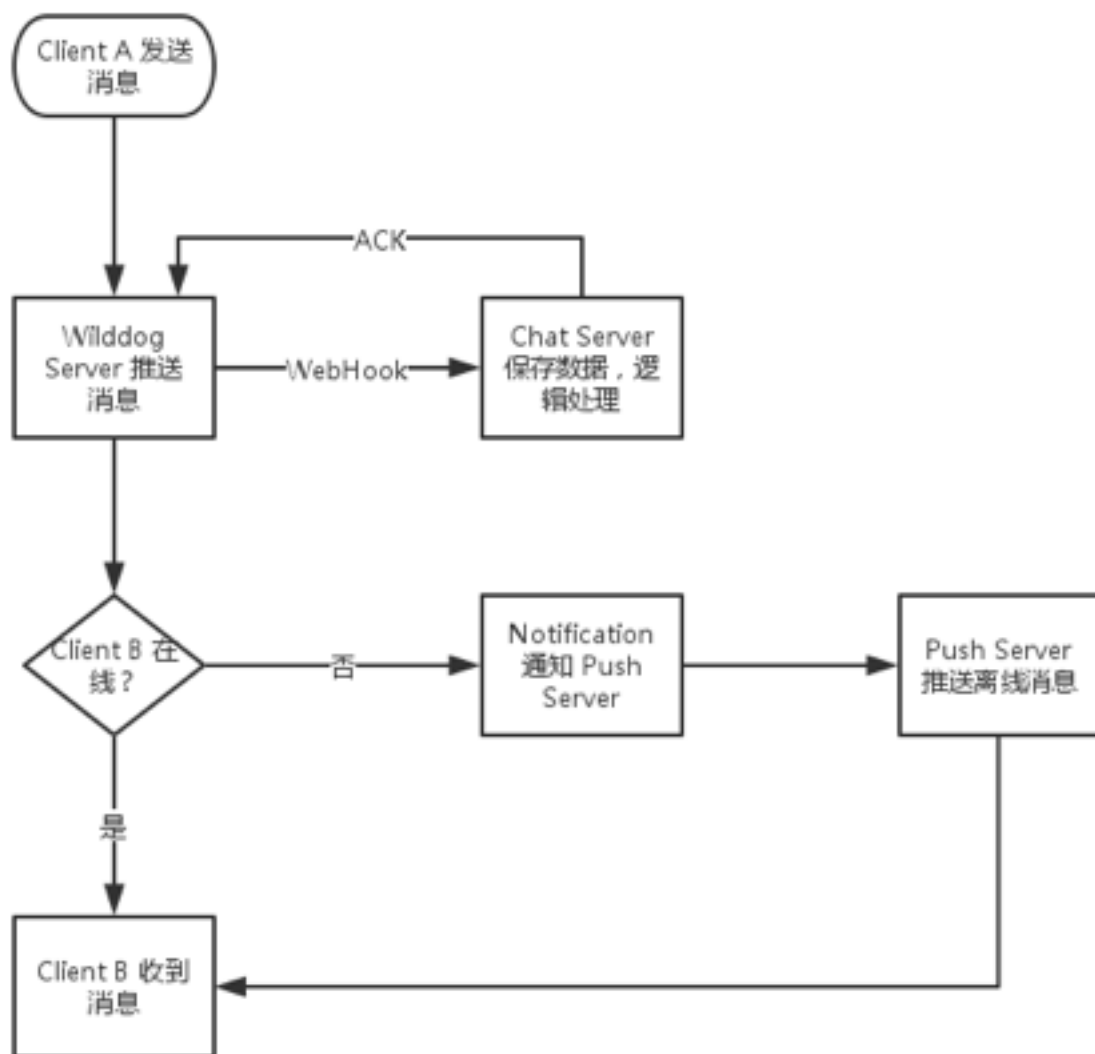 Client A 发送
消息
ACK
Wilddog
Server 推送
消息
WebHook
Chat Server
保存数据，逻
辑处理
Client B 在
线？
否
Notification
通知 Push
Server
Push Server
推送离线消息
是
Client B 收到
消息